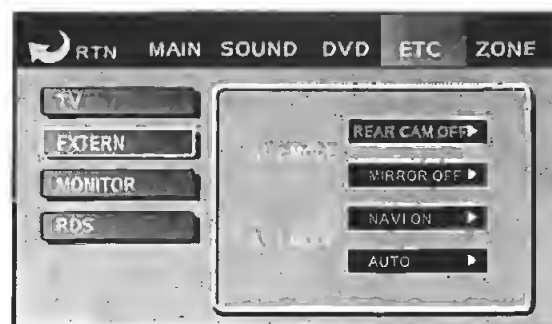 RTN MAIN SOUND DVD ETC ZONE
TV
EXTERN
MONITOR
RDS
REAR CAM OFF
MIRROR OFF
NAVI ON
AUTO